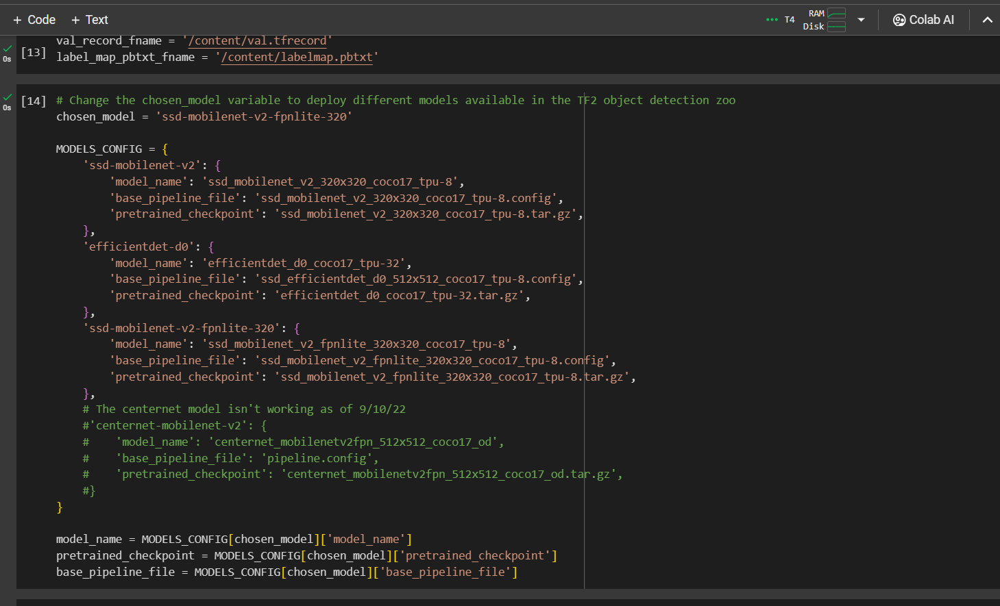 + Code + Text
T4 RAM Disk Colab AI
val_record_fname = '/content/val.tfrecord'
0s [13] label_map_pbtxt_fname = '/content/labelmap.pbtxt'
0s [14] # Change the chosen_model variable to deploy different models available in the TF2 object detection zoo
chosen_model = 'ssd-mobilenet-v2-fpnlite-320'
MODELS_CONFIG = {
    'ssd-mobilenet-v2': {
        'model_name': 'ssd_mobilenet_v2_320x320_coco17_tpu-8',
        'base_pipeline_file': 'ssd_mobilenet_v2_320x320_coco17_tpu-8.config',
        'pretrained_checkpoint': 'ssd_mobilenet_v2_320x320_coco17_tpu-8.tar.gz',
    },
    'efficientdet-d0': {
        'model_name': 'efficientdet_d0_coco17_tpu-32',
        'base_pipeline_file': 'ssd_efficientdet_d0_512x512_coco17_tpu-8.config',
        'pretrained_checkpoint': 'efficientdet_d0_coco17_tpu-32.tar.gz',
    },
    'ssd-mobilenet-v2-fpnlite-320': {
        'model_name': 'ssd_mobilenet_v2_fpnlite_320x320_coco17_tpu-8',
        'base_pipeline_file': 'ssd_mobilenet_v2_fpnlite_320x320_coco17_tpu-8.config',
        'pretrained_checkpoint': 'ssd_mobilenet_v2_fpnlite_320x320_coco17_tpu-8.tar.gz',
    },
    # The centernet model isn't working as of 9/10/22
    #'centernet-mobilenet-v2': {
    #    'model_name': 'centernet_mobilenetv2fpn_512x512_coco17_od',
    #    'base_pipeline_file': 'pipeline.config',
    #    'pretrained_checkpoint': 'centernet_mobilenetv2fpn_512x512_coco17_od.tar.gz',
    #}
}
model_name = MODELS_CONFIG[chosen_model]['model_name']
pretrained_checkpoint = MODELS_CONFIG[chosen_model]['pretrained_checkpoint']
base_pipeline_file = MODELS_CONFIG[chosen_model]['base_pipeline_file']